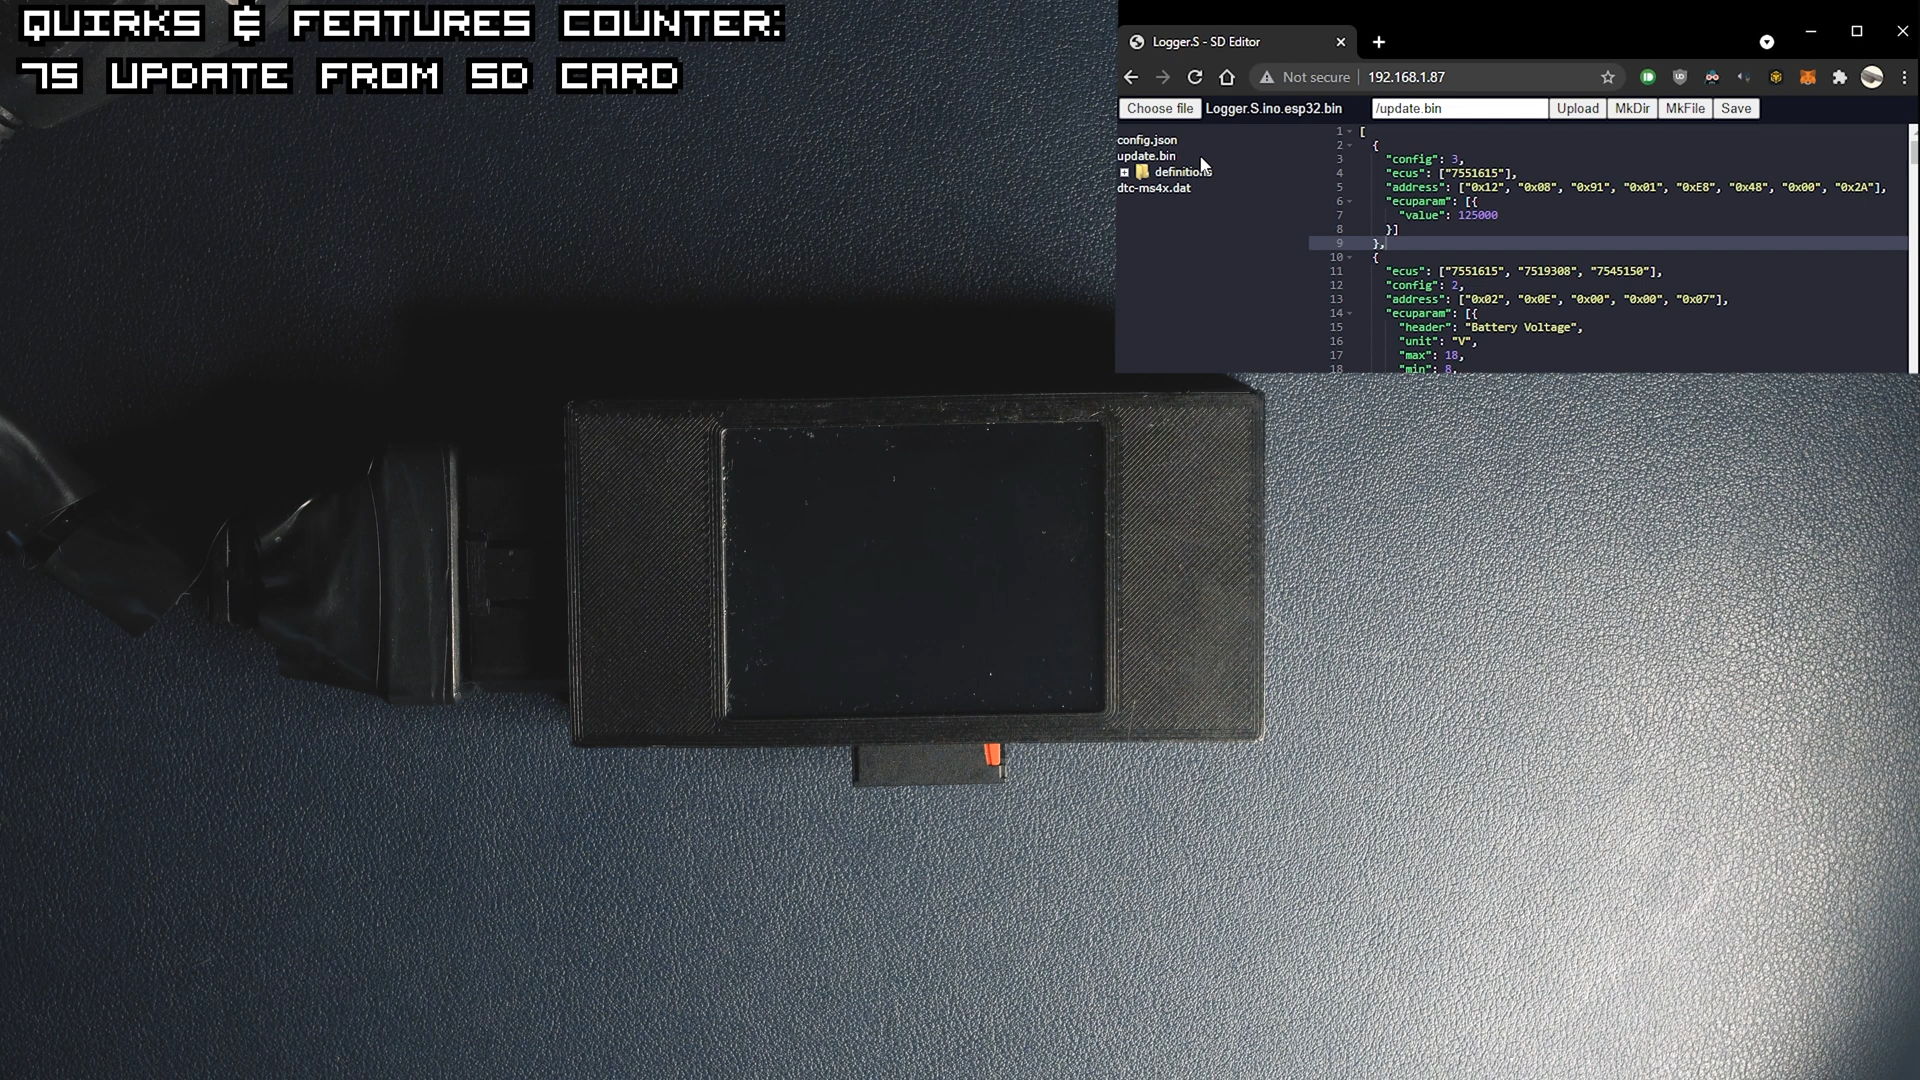 QUIRKS & FEATURES COUNTER:
75 UPDATE FROM SD CARD
Logger.S - SD Editor
Not secure
192.168.1.87
Choose file
Logger.S.ino.esp32.bin
/update.bin
Upload
MkDir
MkFile
Save
config.json
update.bin
definitions
dtc-ms4x.dat
1 [
2 {
3 "config": 3,
4 "ecus": ["7551615"],
5 "address": ["0x12", "0x08", "0x91", "0x01", "0xE8", "0x48", "0x00", "0x2A"],
6 "ecuparam": [{
7 "value": 125000
8 }]
9 },
10 {
11 "ecus": ["7551615", "7519308", "7545150"],
12 "config": 2,
13 "address": ["0x02", "0x0E", "0x00", "0x00", "0x07"],
14 "ecuparam": [{
15 "header": "Battery Voltage",
16 "unit": "V",
17 "max": 18,
18 "min": 8,